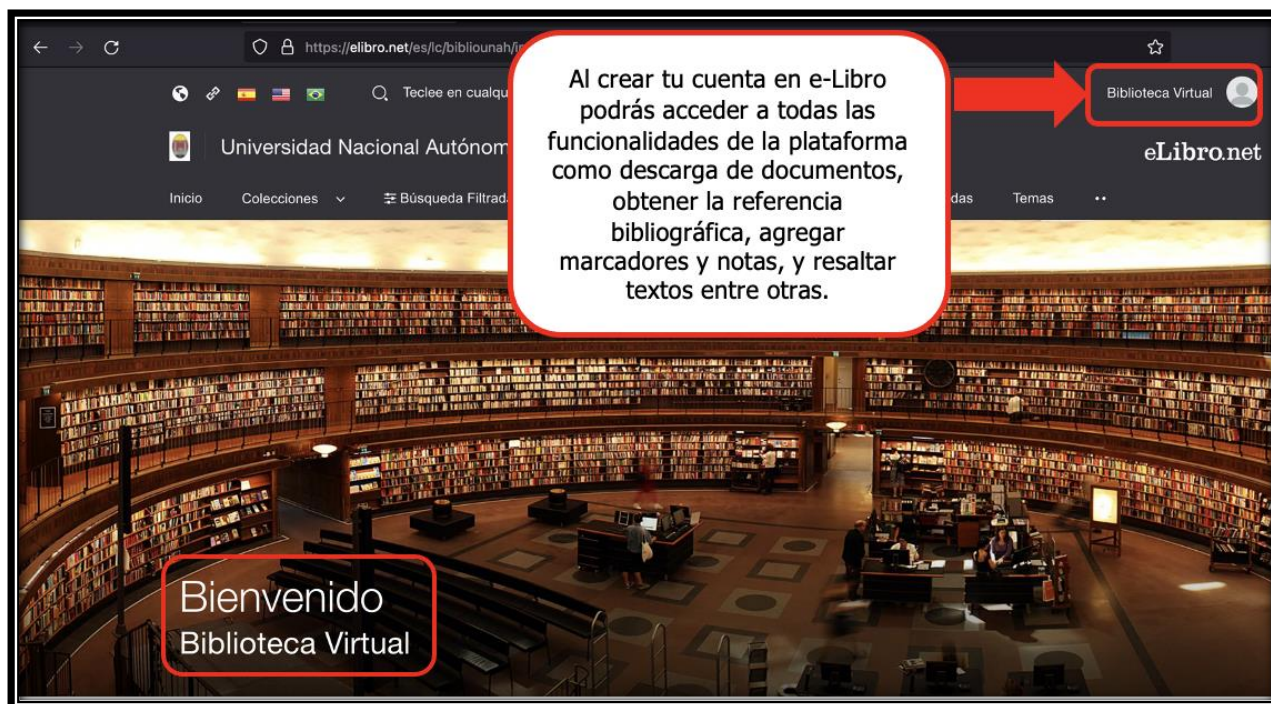 https://elibro.net/es/lc/bibliounah/
Teclee en cualqu
Biblioteca Virtual
Universidad Nacional Autónom
eLibro.net
Inicio Colecciones Búsqueda Filtrad das Temas
Al crear tu cuenta en e-Libro
podrás acceder a todas las
funcionalidades de la plataforma
como descarga de documentos,
obtener la referencia
bibliográfica, agregar
marcadores y notas, y resaltar
textos entre otras.
Bienvenido
Biblioteca Virtual